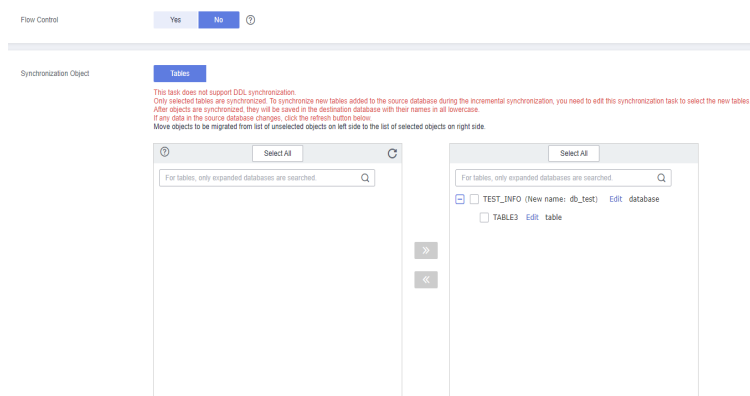 Flow Control
Yes
No
Synchronization Object
Tables
This task does not support DDL synchronization.
Only selected tables are synchronized. To synchronize new tables added to the source database during the incremental synchronization, you need to edit this synchronization task to select the new tables
After objects are synchronized, they will be saved in the destination database with their names in all lowercase.
If any data in the source database changes, click the refresh button below.
Move objects to be migrated from list of unselected objects on left side to the list of selected objects on right side.
Select All
For tables, only expanded databases are searched.
Select All
For tables, only expanded databases are searched.
TEST_INFO (New name: db_test) Edit database
TABLE3 Edit table